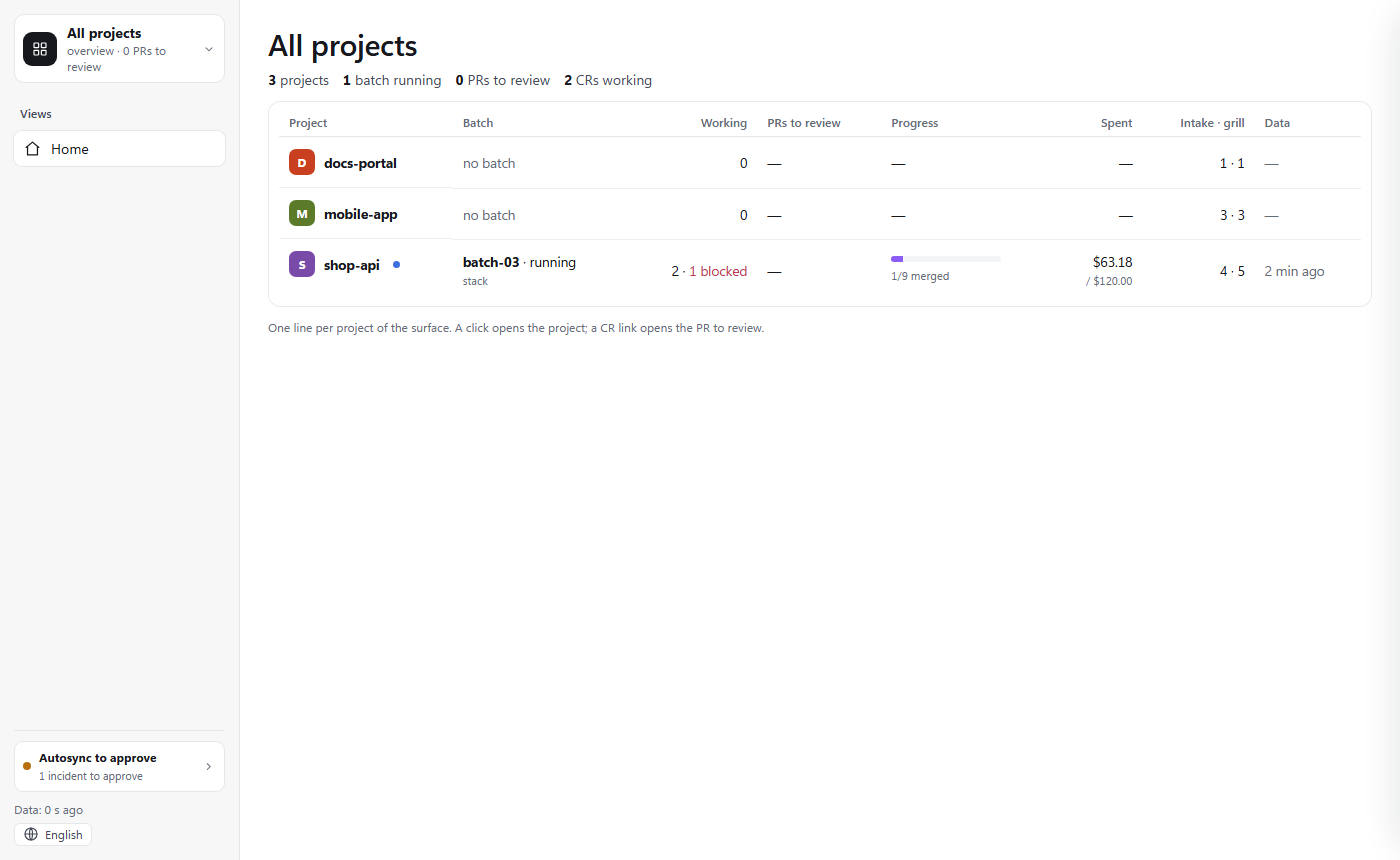 All projects
overview · 0 PRs to
review
Views
Home
Autosync to approve
1 incident to approve
Data: 0 s ago
English
All projects
3 projects 1 batch running 0 PRs to review 2 CRs working
Project Batch Working PRs to review Progress Spent Intake · grill Data
D docs-portal no batch 0 — — — 1 · 1 —
M mobile-app no batch 0 — — — 3 · 3 —
S shop-api batch-03 · running 2 · 1 blocked — $63.18 4 · 5 2 min ago
stack 1/9 merged / $120.00
One line per project of the surface. A click opens the project; a CR link opens the PR to review.